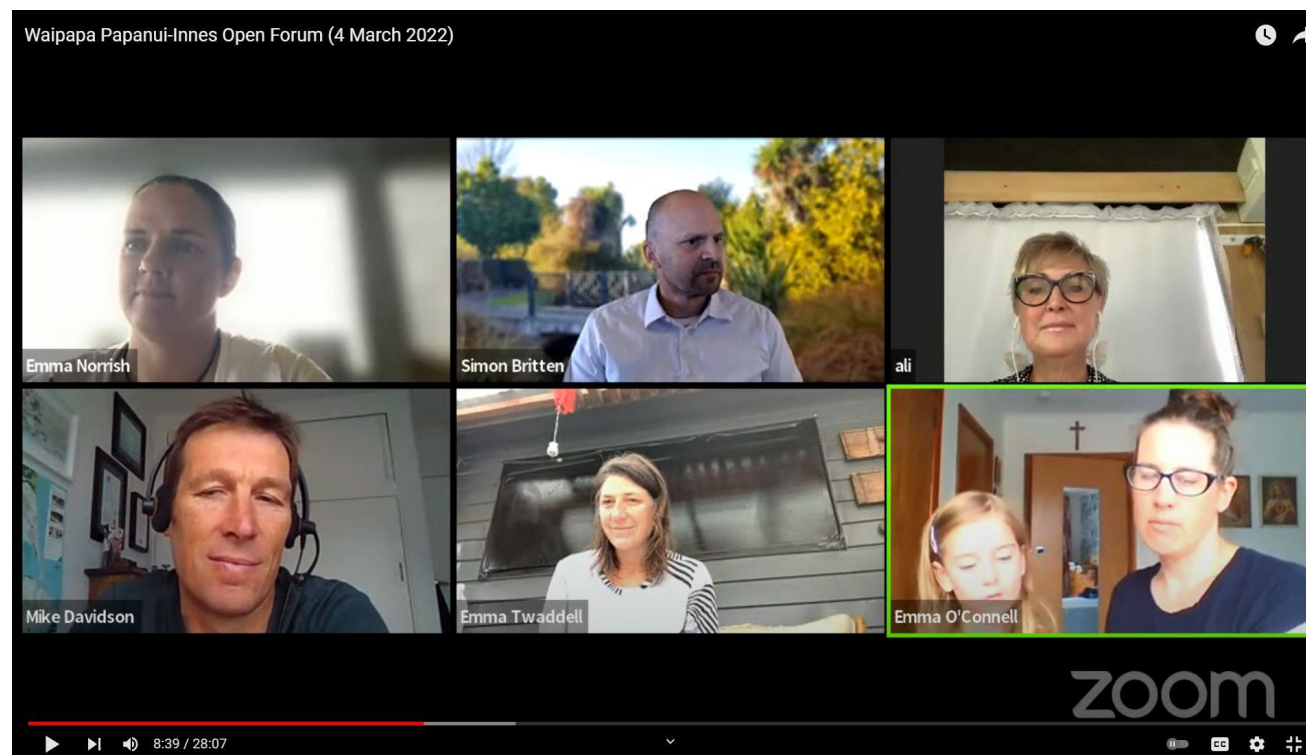 Waipapa Papanui-Innes Open Forum (4 March 2022)
Emma Norrish
Simon Britten
ali
Mike Davidson
Emma Twaddell
Emma O'Connell
zoom
8:39 / 28:07
CC